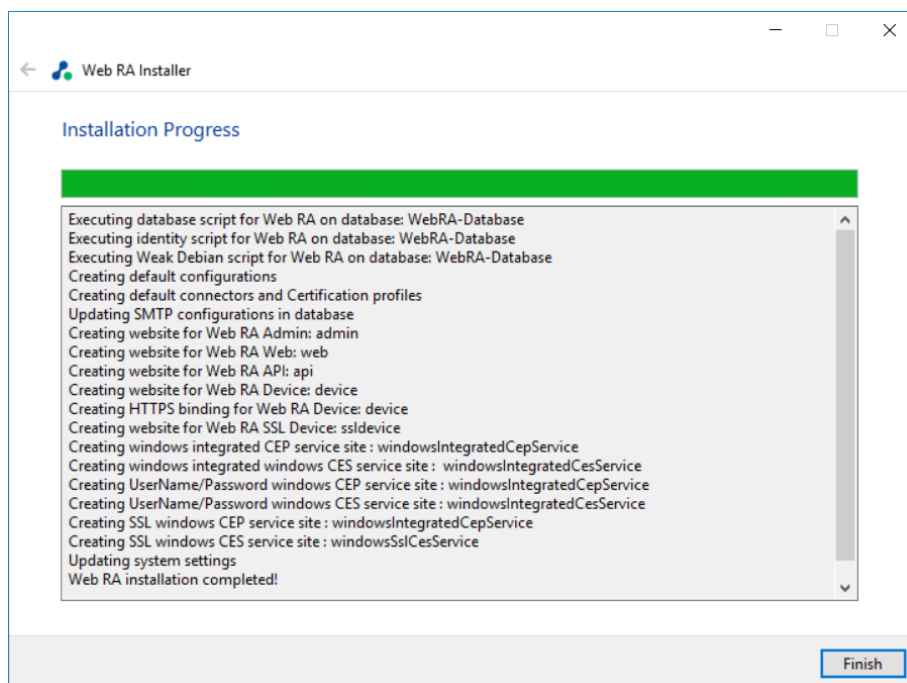 Web RA Installer
Installation Progress
Executing database script for Web RA on database: WebRA-Database
Executing identity script for Web RA on database: WebRA-Database
Executing Weak Debian script for Web RA on database: WebRA-Database
Creating default configurations
Creating default connectors and Certification profiles
Updating SMTP configurations in database
Creating website for Web RA Admin: admin
Creating website for Web RA Web: web
Creating website for Web RA API: api
Creating website for Web RA Device: device
Creating HTTPS binding for Web RA Device: device
Creating website for Web RA SSL Device: ssldevice
Creating windows integrated CEP service site : windowsIntegratedCepService
Creating windows integrated windows CES service site :  windowsIntegratedCesService
Creating UserName/Password windows CEP service site : windowsIntegratedCepService
Creating UserName/Password windows CES service site : windowsIntegratedCesService
Creating SSL windows CEP service site : windowsIntegratedCepService
Creating SSL windows CES service site : windowsSslCesService
Updating system settings
Web RA installation completed!
Finish